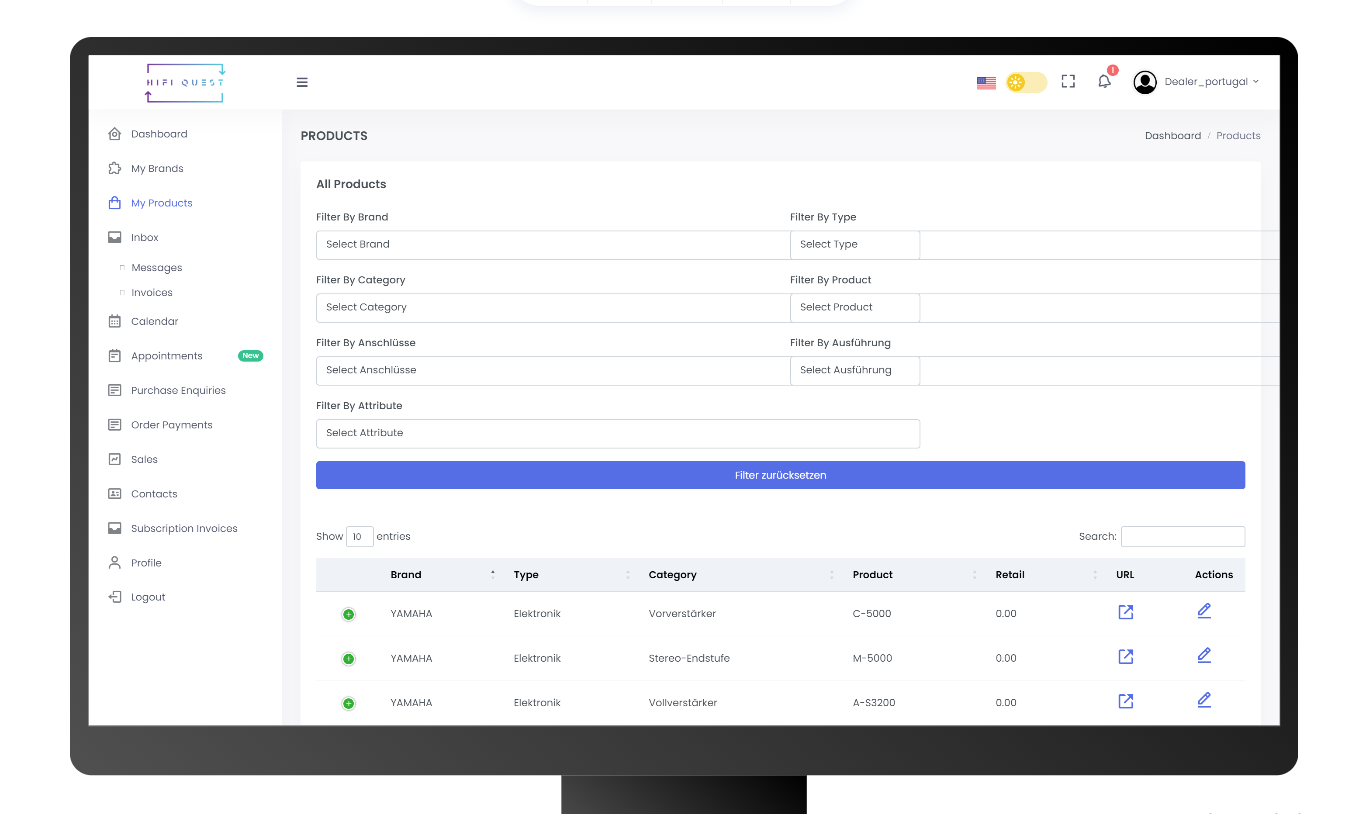 HIFI QUEST
Dealer_portugal
Dashboard
My Brands
My Products
Inbox
Messages
Invoices
Calendar
Appointments New
Purchase Enquiries
Order Payments
Sales
Contacts
Subscription Invoices
Profile
Logout
PRODUCTS
Dashboard / Products
All Products
Filter By Brand
Select Brand
Filter By Type
Select Type
Filter By Category
Select Category
Filter By Product
Select Product
Filter By Anschlüsse
Select Anschlüsse
Filter By Ausführung
Select Ausführung
Filter By Attribute
Select Attribute
Filter zurücksetzen
Show 10 entries
Search:
Brand Type Category Product Retail URL Actions
YAMAHA Elektronik Vorverstärker C-5000 0.00
YAMAHA Elektronik Stereo-Endstufe M-5000 0.00
YAMAHA Elektronik Vollverstärker A-S3200 0.00